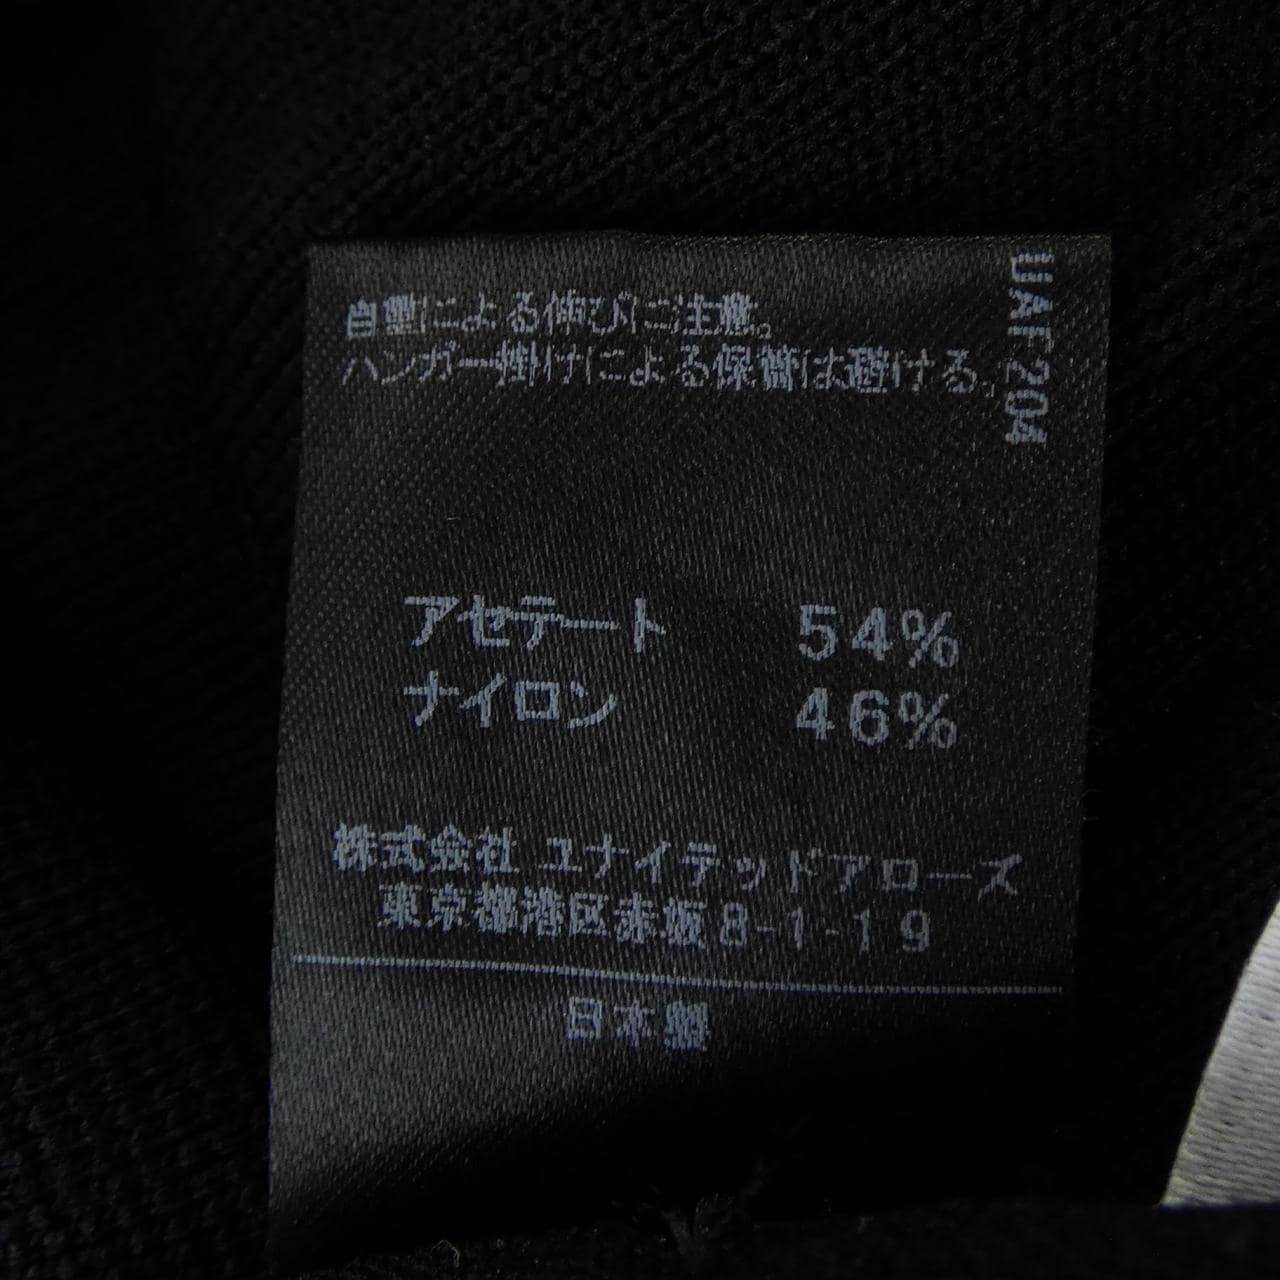 自重による伸びに注意。
ハンガー掛けによる保管は避ける。
UAF204
アセテート 54%
ナイロン 46%
株式会社 ユナイテッドアローズ
東京都港区赤坂8-1-19
日本製